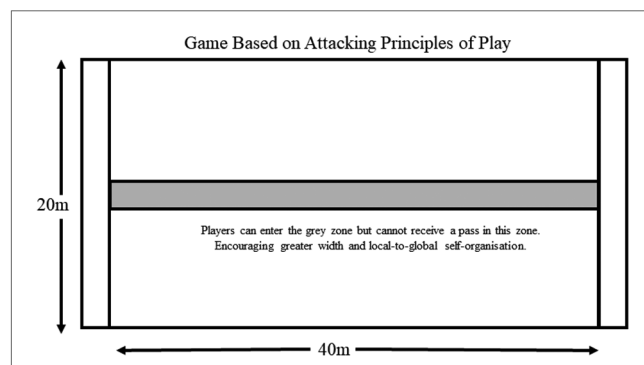 Game Based on Attacking Principles of Play
20m
Players can enter the grey zone but cannot receive a pass in this zone.
Encouraging greater width and local-to-global self-organisation.
40m